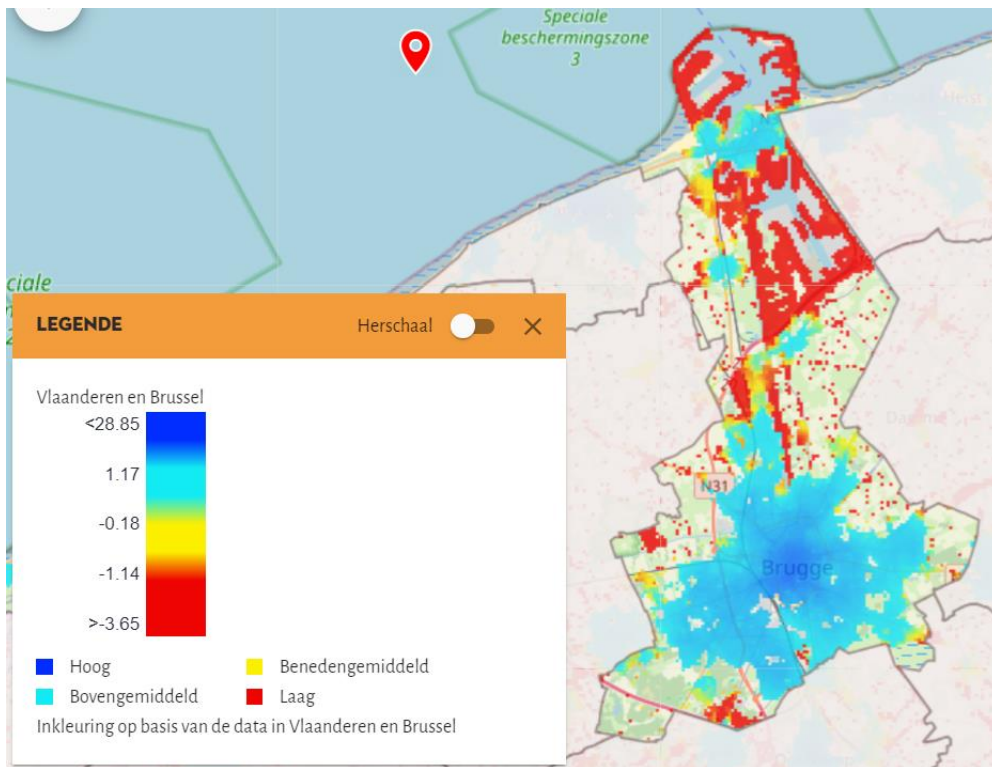 Speciale
beschermingszone
3
Heist
ciale
LEGENDE
Herschaal
Vlaanderen en Brussel
<28.85
1.17
-0.18
-1.14
>-3.65
Hoog
Benedengemiddeld
Bovengemiddeld
Laag
Inkleuring op basis van de data in Vlaanderen en Brussel
N31
Brugge